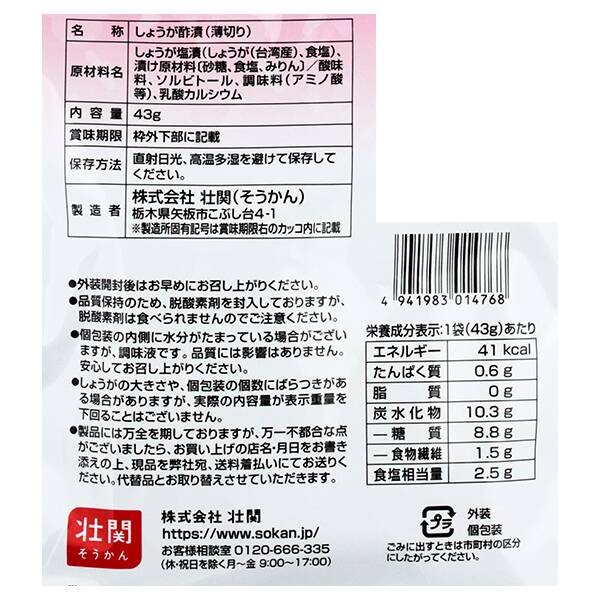 名称 しょうが酢漬(薄切り)
原材料名 しょうが塩漬(しょうが(台湾産)、食塩)、
漬け原材料〔砂糖、食塩、みりん〕/酸味
料、ソルビトール、調味料(アミノ酸
等)、乳酸カルシウム
内容量 43g
賞味期限 枠外下部に記載
保存方法 直射日光、高温多湿を避けて保存して
ください。
製造者 株式会社 壮関(そうかん)
栃木県矢板市こぶし台4-1
※製造所固有記号は賞味期限右のカッコ内に記載
●外装開封後はお早めにお召し上がりください。
●品質保持のため、脱酸素剤を封入しておりますが、
脱酸素剤は食べられませんのでご注意ください。
●個包装の内側に水分がたまっている場合がござい
ますが、調味液です。品質には影響はありません。
安心してお召し上がりください。
●しょうがの大きさや、個包装の個数にばらつきがあ
る場合がありますが、実際の内容量が表示重量を
下回ることはございません。
●製品には万全を期しておりますが、万一不都合な点
がございましたら、お買い上げの店名・月日をお書き
添えの上、現品を弊社宛、送料着払いにてお送りく
ださい。代替品とお取り替えさせていただきます。
壮関
そうかん
株式会社 壮関
https://www.sokan.jp/
お客様相談室 0120-666-335
(休・祝日を除く月〜金 9:00〜17:00)
4 941983 014768
栄養成分表示:1袋(43g)あたり
エネルギー 41 kcal
たんぱく質 0.6 g
脂質 0 g
炭水化物 10.3 g
―糖質 8.8 g
―食物繊維 1.5 g
食塩相当量 2.5 g
プラ
外装
個包装
ごみに出すときは市町村の区分
にしたがってください。